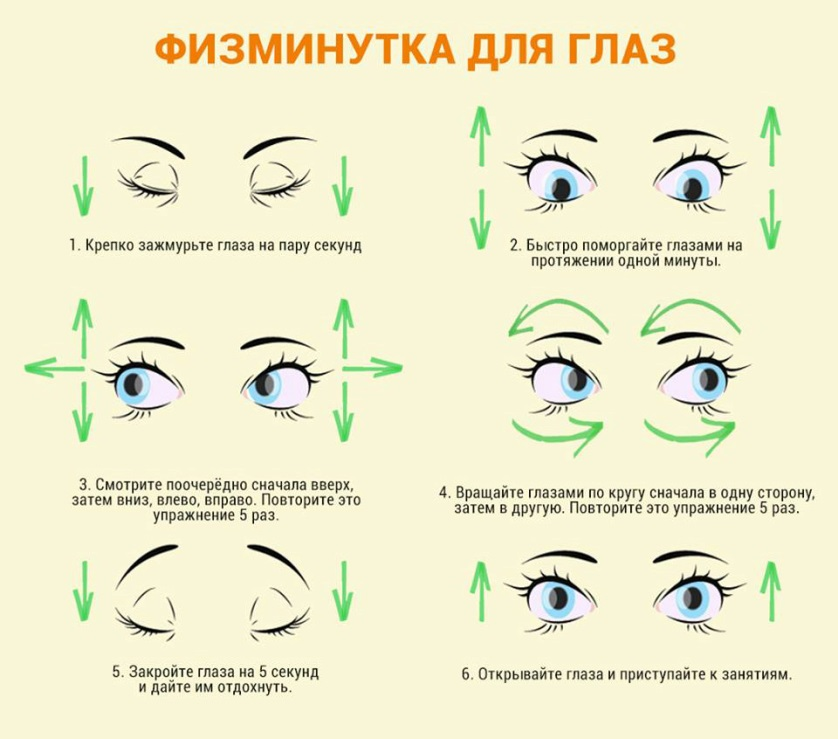 ФИЗМИНУТКА ДЛЯ ГЛАЗ
1. Крепко зажмурьте глаза на пару секунд
2. Быстро поморгайте глазами на
протяжении одной минуты.
3. Смотрите поочерёдно сначала вверх,
затем вниз, влево, вправо. Повторите это
упражнение 5 раз.
4. Вращайте глазами по кругу сначала в одну сторону,
затем в другую. Повторите это упражнение 5 раз.
5. Закройте глаза на 5 секунд
и дайте им отдохнуть.
6. Открывайте глаза и приступайте к занятиям.